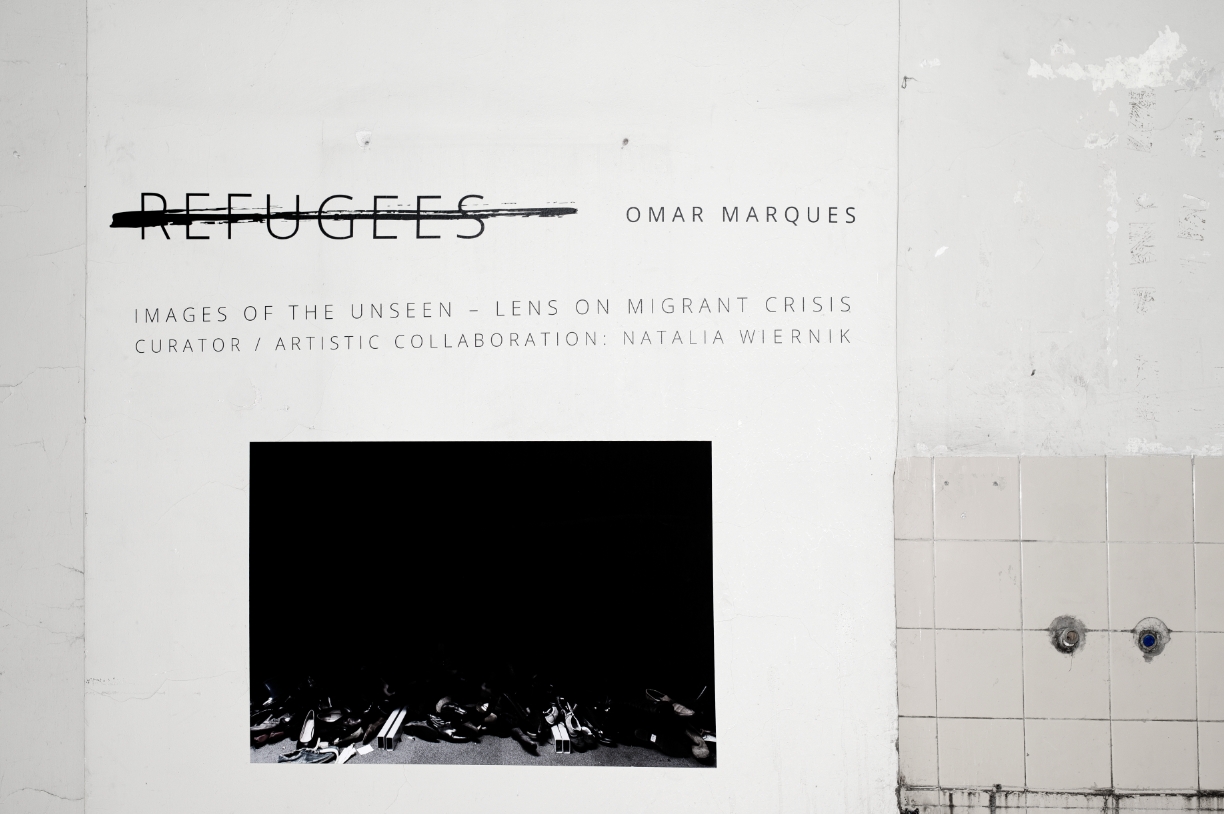 REFUGEES OMAR MARQUES
IMAGES OF THE UNSEEN – LENS ON MIGRANT CRISIS
CURATOR / ARTISTIC COLLABORATION: NATALIA WIERNIK